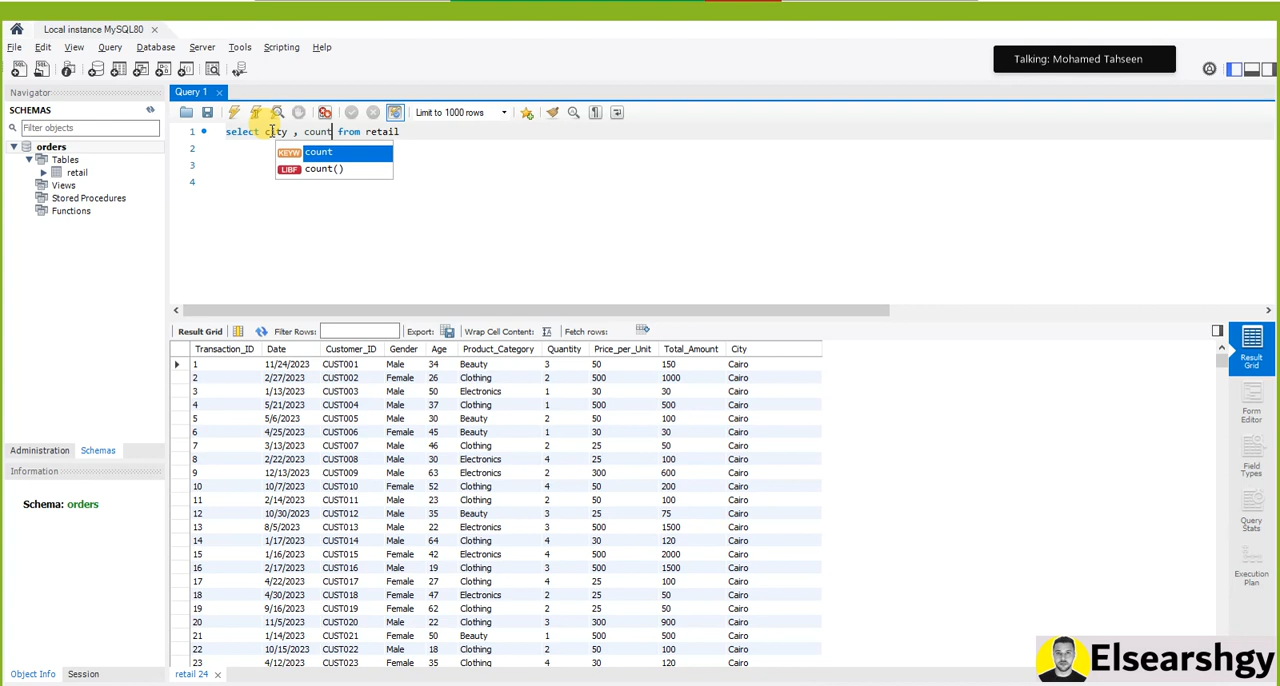 Local instance MySQL80
File Edit View Query Database Server Tools Scripting Help
Talking: Mohamed Tahseen
Navigator
SCHEMAS
Filter objects
orders
Tables
retail
Views
Stored Procedures
Functions
Administration Schemas
Information
Schema: orders
Object Info Session
Query 1
Limit to 1000 rows
1 select city , count from retail
2
3
4
KEYW count
LIBF count()
Result Grid Filter Rows: Export: Wrap Cell Content: Fetch rows:
Transaction_ID Date Customer_ID Gender Age Product_Category Quantity Price_per_Unit Total_Amount City
1 11/24/2023 CUST001 Male 34 Beauty 3 50 150 Cairo
2 2/27/2023 CUST002 Female 26 Clothing 2 500 1000 Cairo
3 1/13/2023 CUST003 Male 50 Electronics 1 30 30 Cairo
4 5/21/2023 CUST004 Male 37 Clothing 1 500 500 Cairo
5 5/6/2023 CUST005 Male 30 Beauty 2 50 100 Cairo
6 4/25/2023 CUST006 Female 45 Beauty 1 30 30 Cairo
7 3/13/2023 CUST007 Male 46 Clothing 2 25 50 Cairo
8 2/22/2023 CUST008 Male 30 Electronics 4 25 100 Cairo
9 12/13/2023 CUST009 Male 63 Electronics 2 300 600 Cairo
10 10/7/2023 CUST010 Female 52 Clothing 4 50 200 Cairo
11 2/14/2023 CUST011 Male 23 Clothing 2 50 100 Cairo
12 10/30/2023 CUST012 Male 35 Beauty 3 25 75 Cairo
13 8/5/2023 CUST013 Male 22 Electronics 3 500 1500 Cairo
14 1/17/2023 CUST014 Male 64 Clothing 4 30 120 Cairo
15 1/16/2023 CUST015 Female 42 Electronics 4 500 2000 Cairo
16 2/17/2023 CUST016 Male 19 Clothing 3 500 1500 Cairo
17 4/22/2023 CUST017 Female 27 Clothing 4 25 100 Cairo
18 4/30/2023 CUST018 Female 47 Electronics 2 25 50 Cairo
19 9/16/2023 CUST019 Female 62 Clothing 2 25 50 Cairo
20 11/5/2023 CUST020 Male 22 Clothing 3 300 900 Cairo
21 1/14/2023 CUST021 Female 50 Beauty 1 500 500 Cairo
22 10/15/2023 CUST022 Male 18 Clothing 2 50 100 Cairo
23 4/12/2023 CUST023 Female 35 Clothing 4 30 120 Cairo
retail 24
Result
Grid
Form
Editor
Field
Types
Query
Stats
Execution
Plan
Elsearshgy